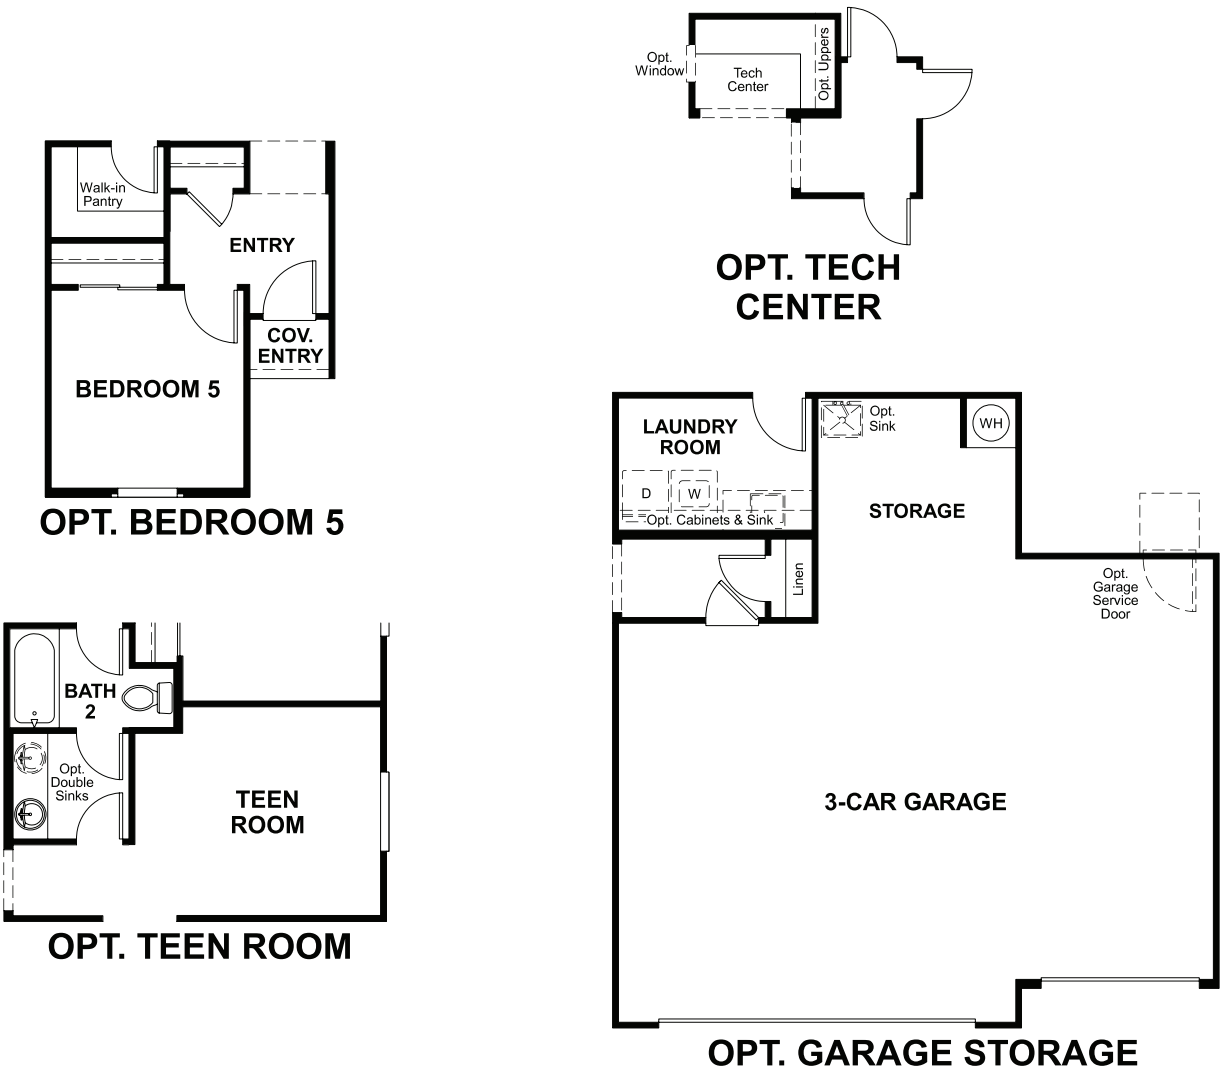 Opt.
Window
Tech
Center
Opt. Uppers
OPT. TECH
CENTER
Walk-in
Pantry
ENTRY
COV.
ENTRY
BEDROOM 5
OPT. BEDROOM 5
LAUNDRY
ROOM
D
W
Opt. Cabinets & Sink
Opt.
Sink
WH
STORAGE
Linen
Opt.
Garage
Service
Door
3-CAR GARAGE
OPT. GARAGE STORAGE
BATH
2
Opt.
Double
Sinks
TEEN
ROOM
OPT. TEEN ROOM